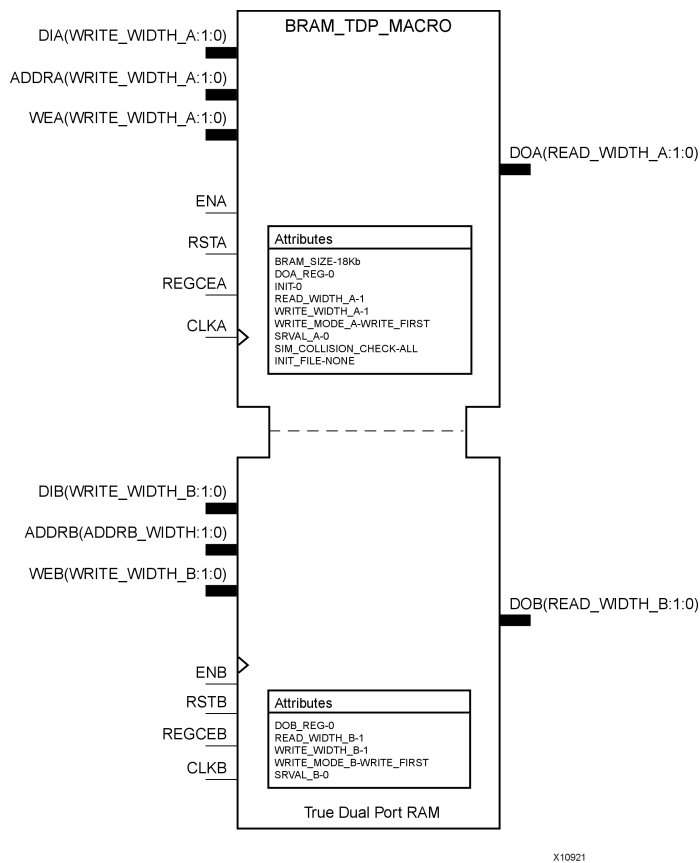 BRAM_TDP_MACRO
DIA(WRITE_WIDTH_A:1:0)
ADDRA(WRITE_WIDTH_A:1:0)
WEA(WRITE_WIDTH_A:1:0)
DOA(READ_WIDTH_A:1:0)
ENA
RSTA
REGCEA
CLKA
Attributes
BRAM_SIZE-18Kb
DOA_REG-0
INIT-0
READ_WIDTH_A-1
WRITE_WIDTH_A-1
WRITE_MODE_A-WRITE_FIRST
SRVAL_A-0
SIM_COLLISION_CHECK-ALL
INIT_FILE-NONE
DIB(WRITE_WIDTH_B:1:0)
ADDRB(ADDRB_WIDTH:1:0)
WEB(WRITE_WIDTH_B:1:0)
DOB(READ_WIDTH_B:1:0)
ENB
RSTB
REGCEB
CLKB
Attributes
DOB_REG-0
READ_WIDTH_B-1
WRITE_WIDTH_B-1
WRITE_MODE_B-WRITE_FIRST
SRVAL_B-0
True Dual Port RAM
X10921